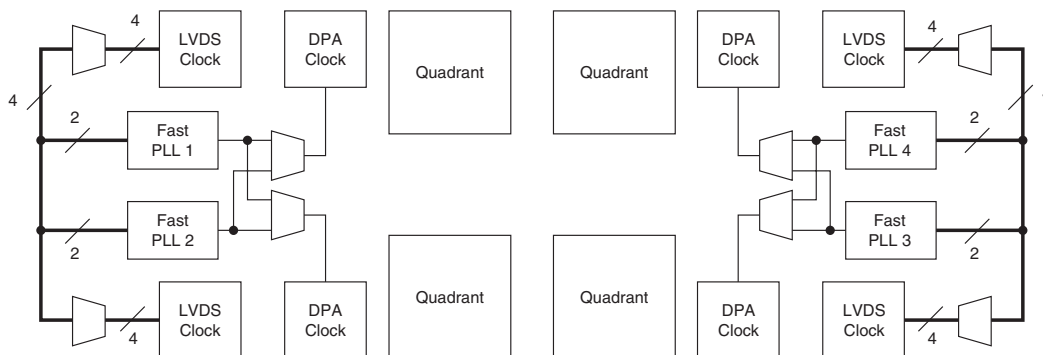 4
LVDS
Clock
DPA
Clock
Quadrant
Quadrant
DPA
Clock
LVDS
Clock
4
4
2
Fast
PLL 1
Fast
PLL 4
2
2
Fast
PLL 2
Fast
PLL 3
2
4
LVDS
Clock
DPA
Clock
Quadrant
Quadrant
DPA
Clock
LVDS
Clock
4